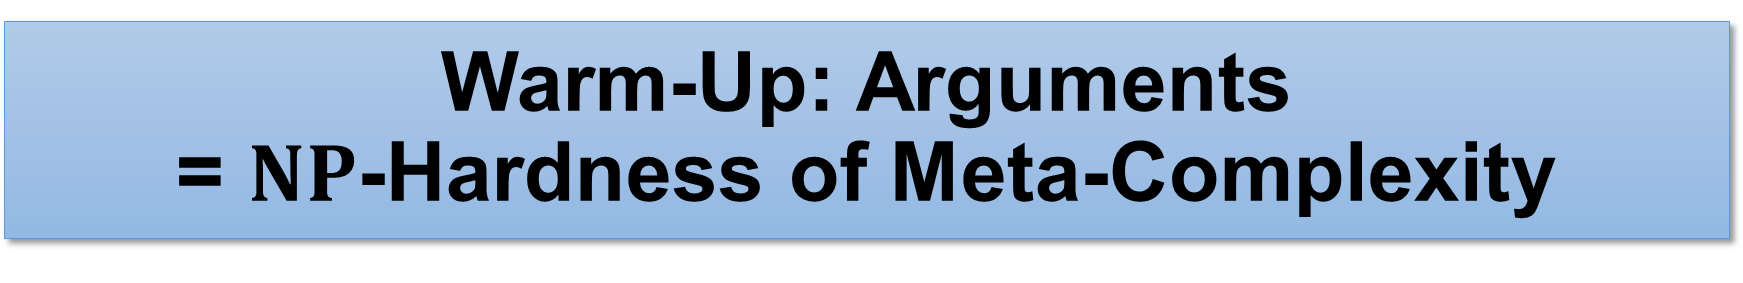 Warm-Up: Arguments
= NP-Hardness of Meta-Complexity